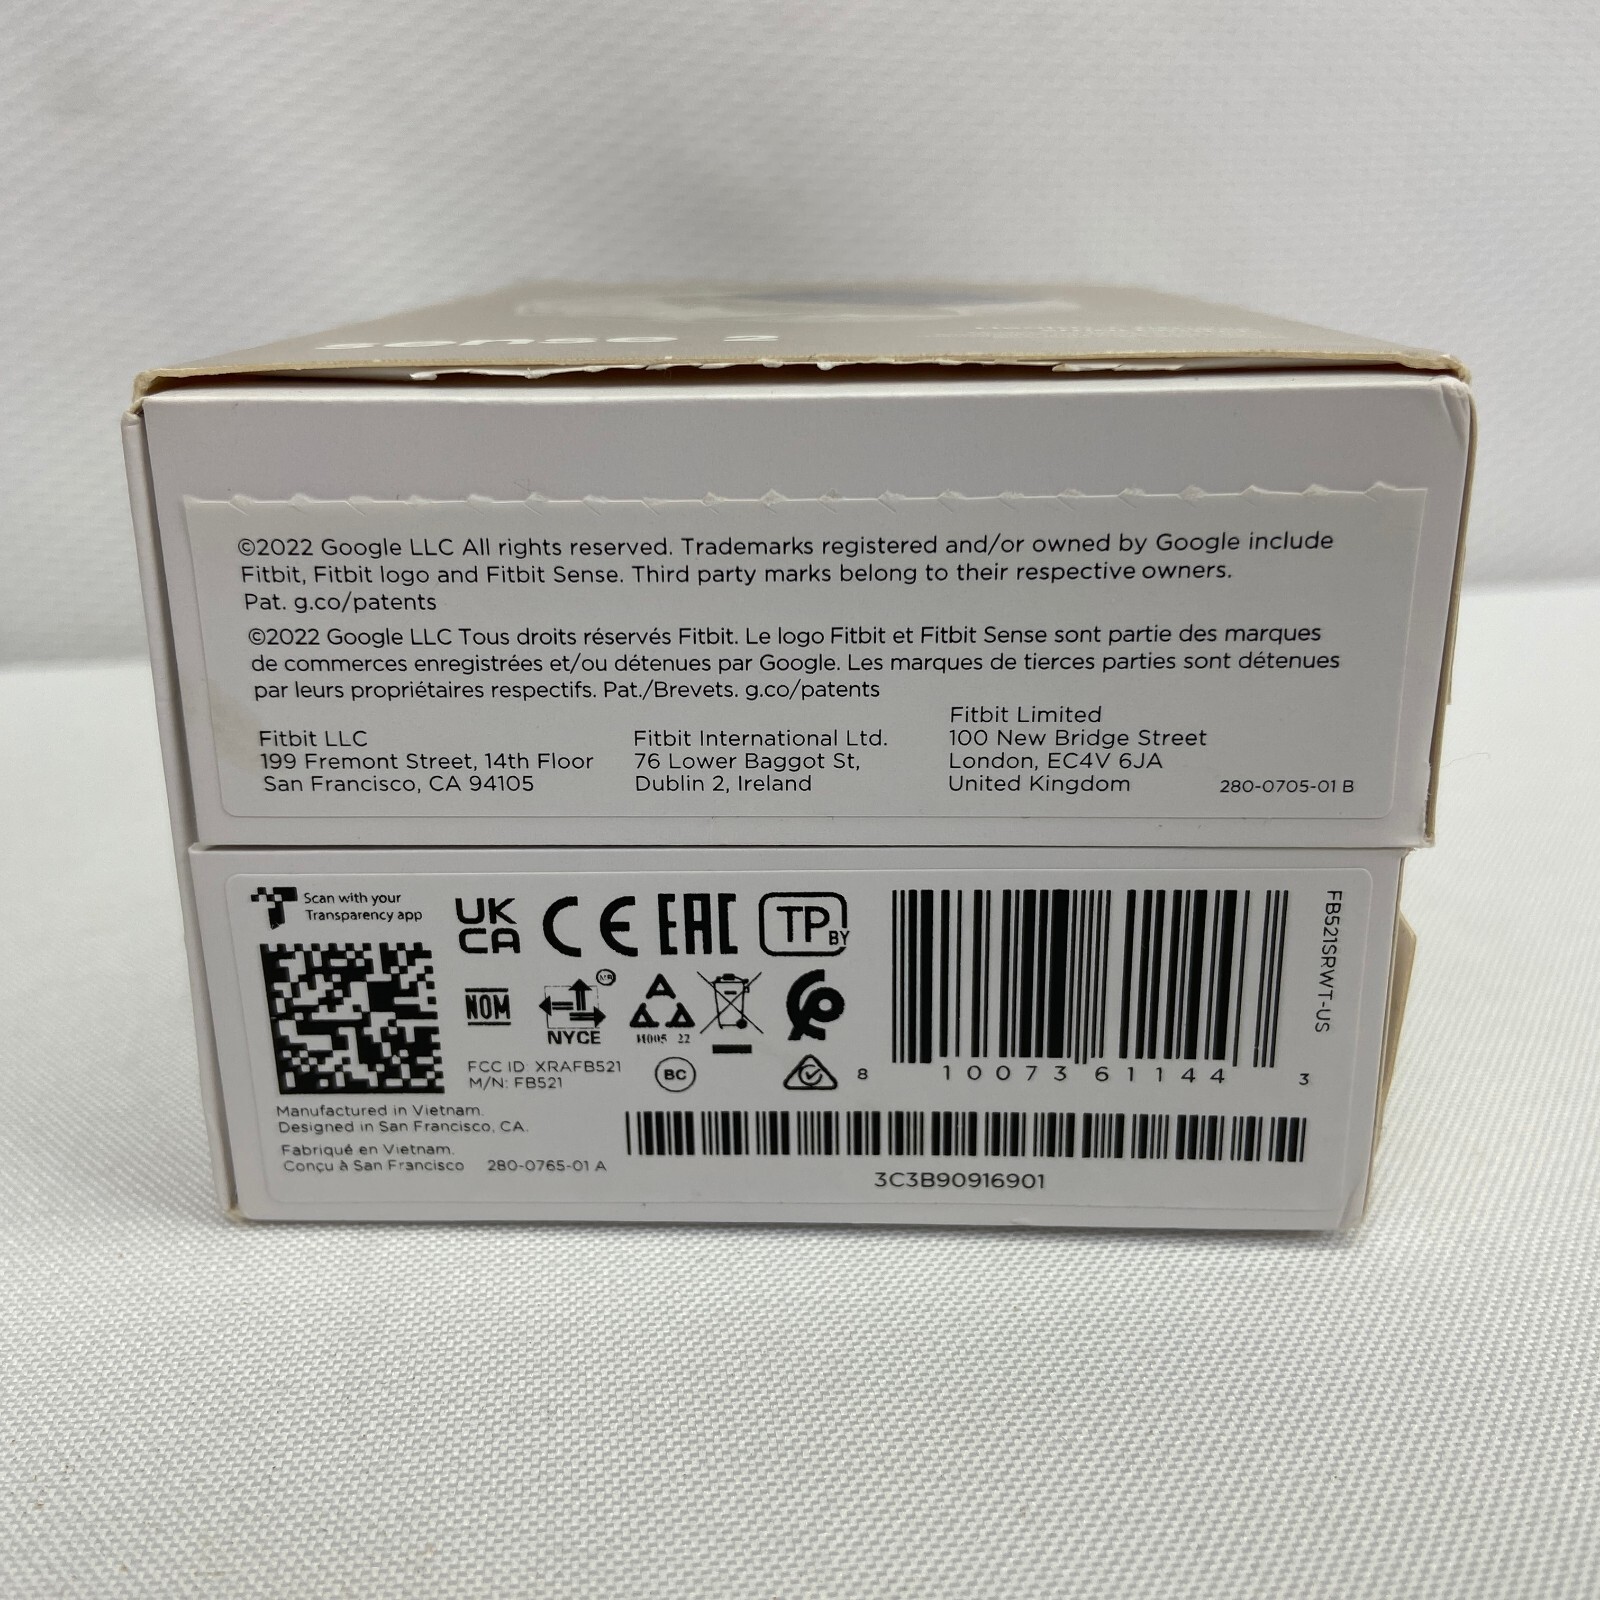 sense 2
©2022 Google LLC All rights reserved. Trademarks registered and/or owned by Google include
Fitbit, Fitbit logo and Fitbit Sense. Third party marks belong to their respective owners.
Pat. g.co/patents
©2022 Google LLC Tous droits réservés Fitbit. Le logo Fitbit et Fitbit Sense sont partie des marques
de commerces enregistrées et/ou détenues par Google. Les marques de tierces parties sont détenues
par leurs propriétaires respectifs. Pat./Brevets. g.co/patents
Fitbit LLC
199 Fremont Street, 14th Floor
San Francisco, CA 94105
Fitbit International Ltd.
76 Lower Baggot St,
Dublin 2, Ireland
Fitbit Limited
100 New Bridge Street
London, EC4V 6JA
United Kingdom
280-0705-01 B
Scan with your
Transparency app
UK
CA
CE
EAC
TP BY
NOM
NYCE
И005 22
FCC ID: XRAFB521
M/N: FB521
BC
8 10073 61144 3
FB521SRWT-US
Manufactured in Vietnam.
Designed in San Francisco, CA.
Fabriqué en Vietnam.
Conçu à San Francisco
280-0765-01 A
3C3B90916901